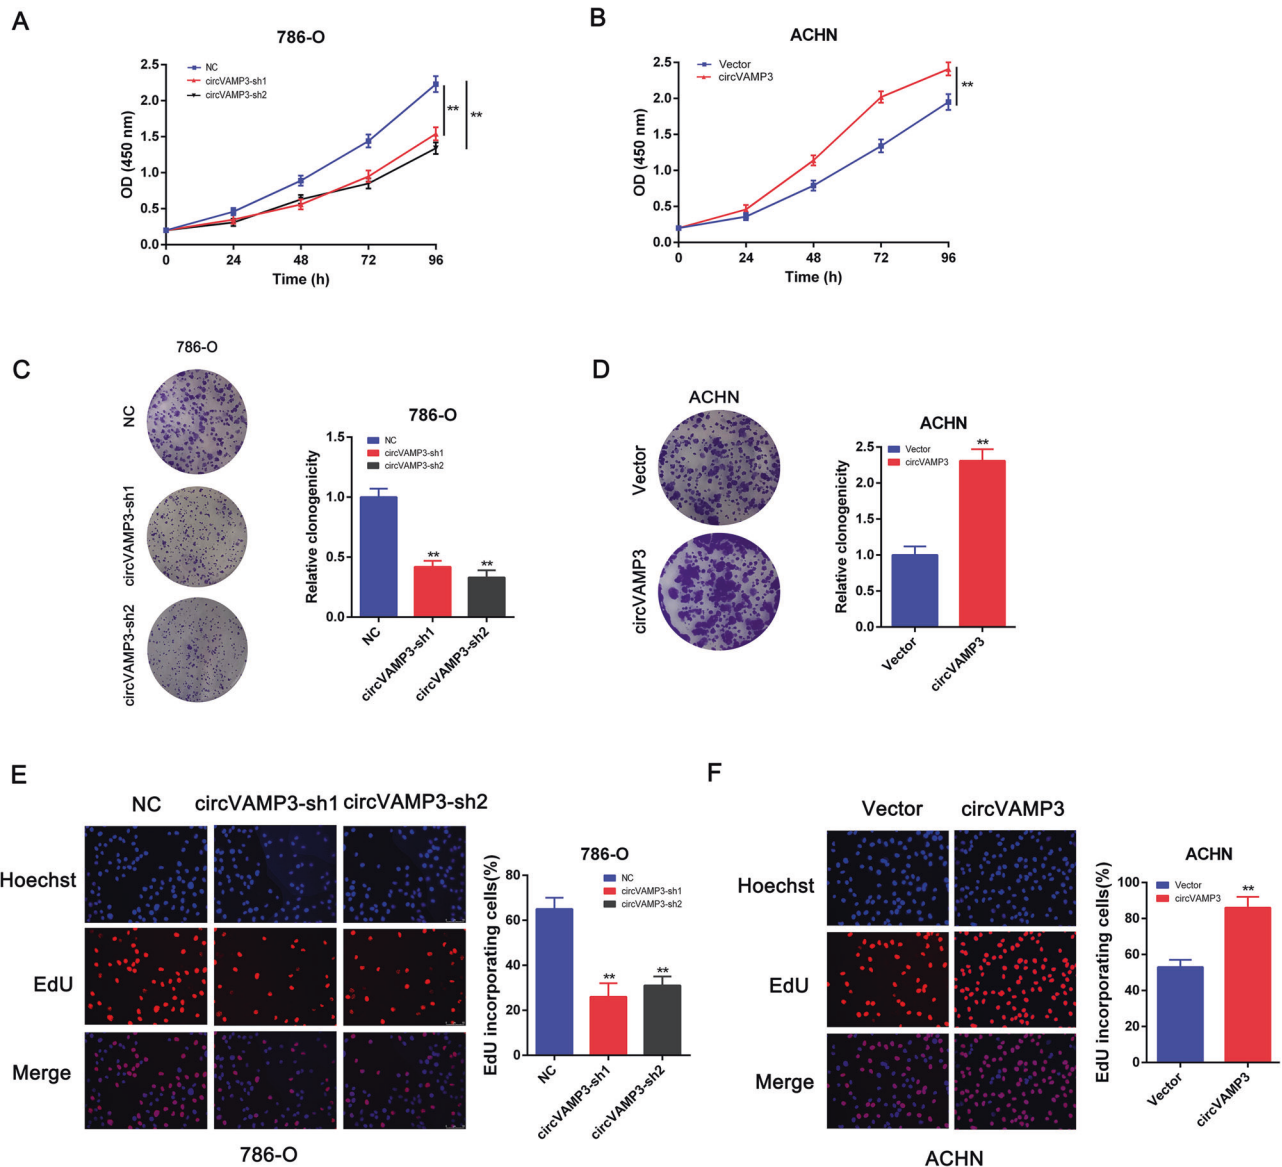 A
786-O
NC
circVAMP3-sh1
circVAMP3-sh2
OD (450 nm)
2.5
2.0
1.5
1.0
0.5
0.0
**
**
0 24 48 72 96
Time (h)
B
ACHN
Vector
circVAMP3
OD (450 nm)
2.5
2.0
1.5
1.0
0.5
0.0
**
0 24 48 72 96
Time (h)
C
786-O
NC
circVAMP3-sh1
circVAMP3-sh2
786-O
NC
circVAMP3-sh1
circVAMP3-sh2
Relative clonogenicity
1.5
1.0
0.5
0.0
**
**
NC
circVAMP3-sh1
circVAMP3-sh2
D
ACHN
Vector
circVAMP3
ACHN
Vector
circVAMP3
Relative clonogenicity
2.5
2.0
1.5
1.0
0.5
0.0
**
Vector
circVAMP3
E
NC circVAMP3-sh1 circVAMP3-sh2
Hoechst
EdU
Merge
786-O
786-O
NC
circVAMP3-sh1
circVAMP3-sh2
EdU incorporating cells(%)
80
60
40
20
0
**
**
NC
circVAMP3-sh1
circVAMP3-sh2
F
Vector circVAMP3
Hoechst
EdU
Merge
ACHN
ACHN
Vector
circVAMP3
EdU incorporating cells(%)
100
80
60
40
20
0
**
Vector
circVAMP3